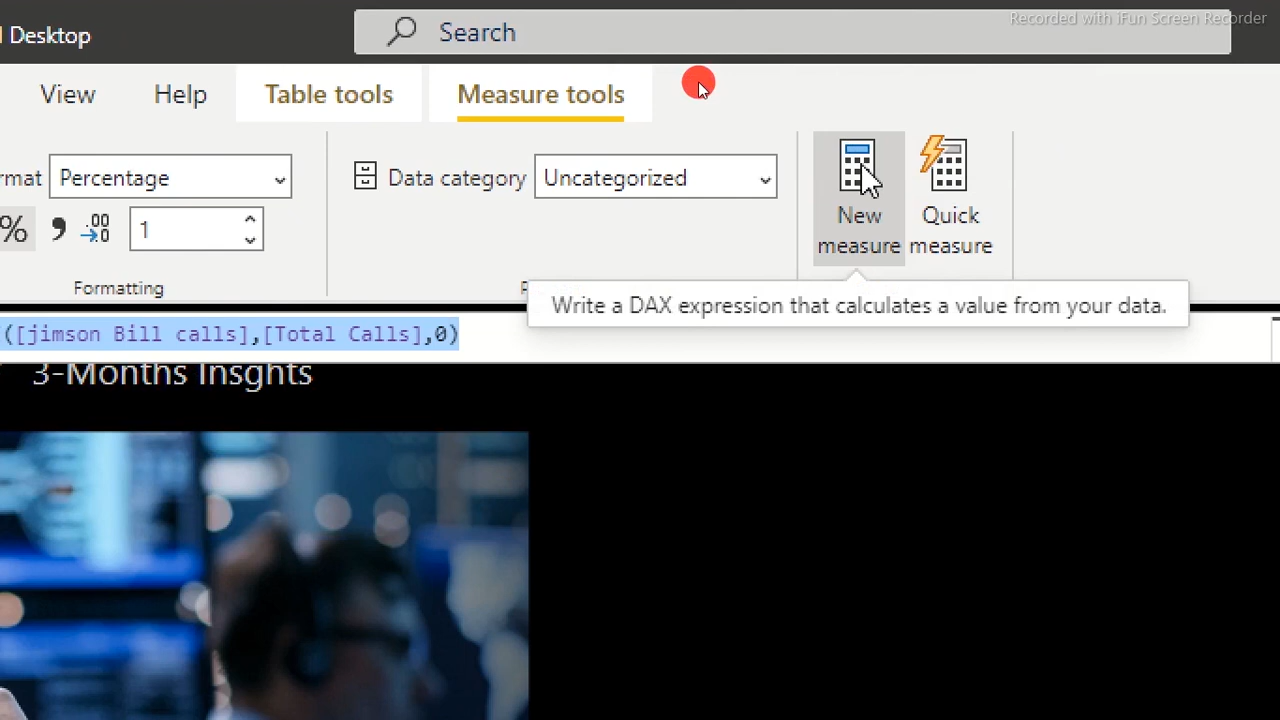 Recorded with iFun Screen Recorder
Desktop
Search
View Help Table tools Measure tools
rmat Percentage
Data category Uncategorized
% , .00 .0 1
New measure
Quick measure
Formatting
Write a DAX expression that calculates a value from your data.
([jimson Bill calls],[Total Calls],0)
3-Months Insghts